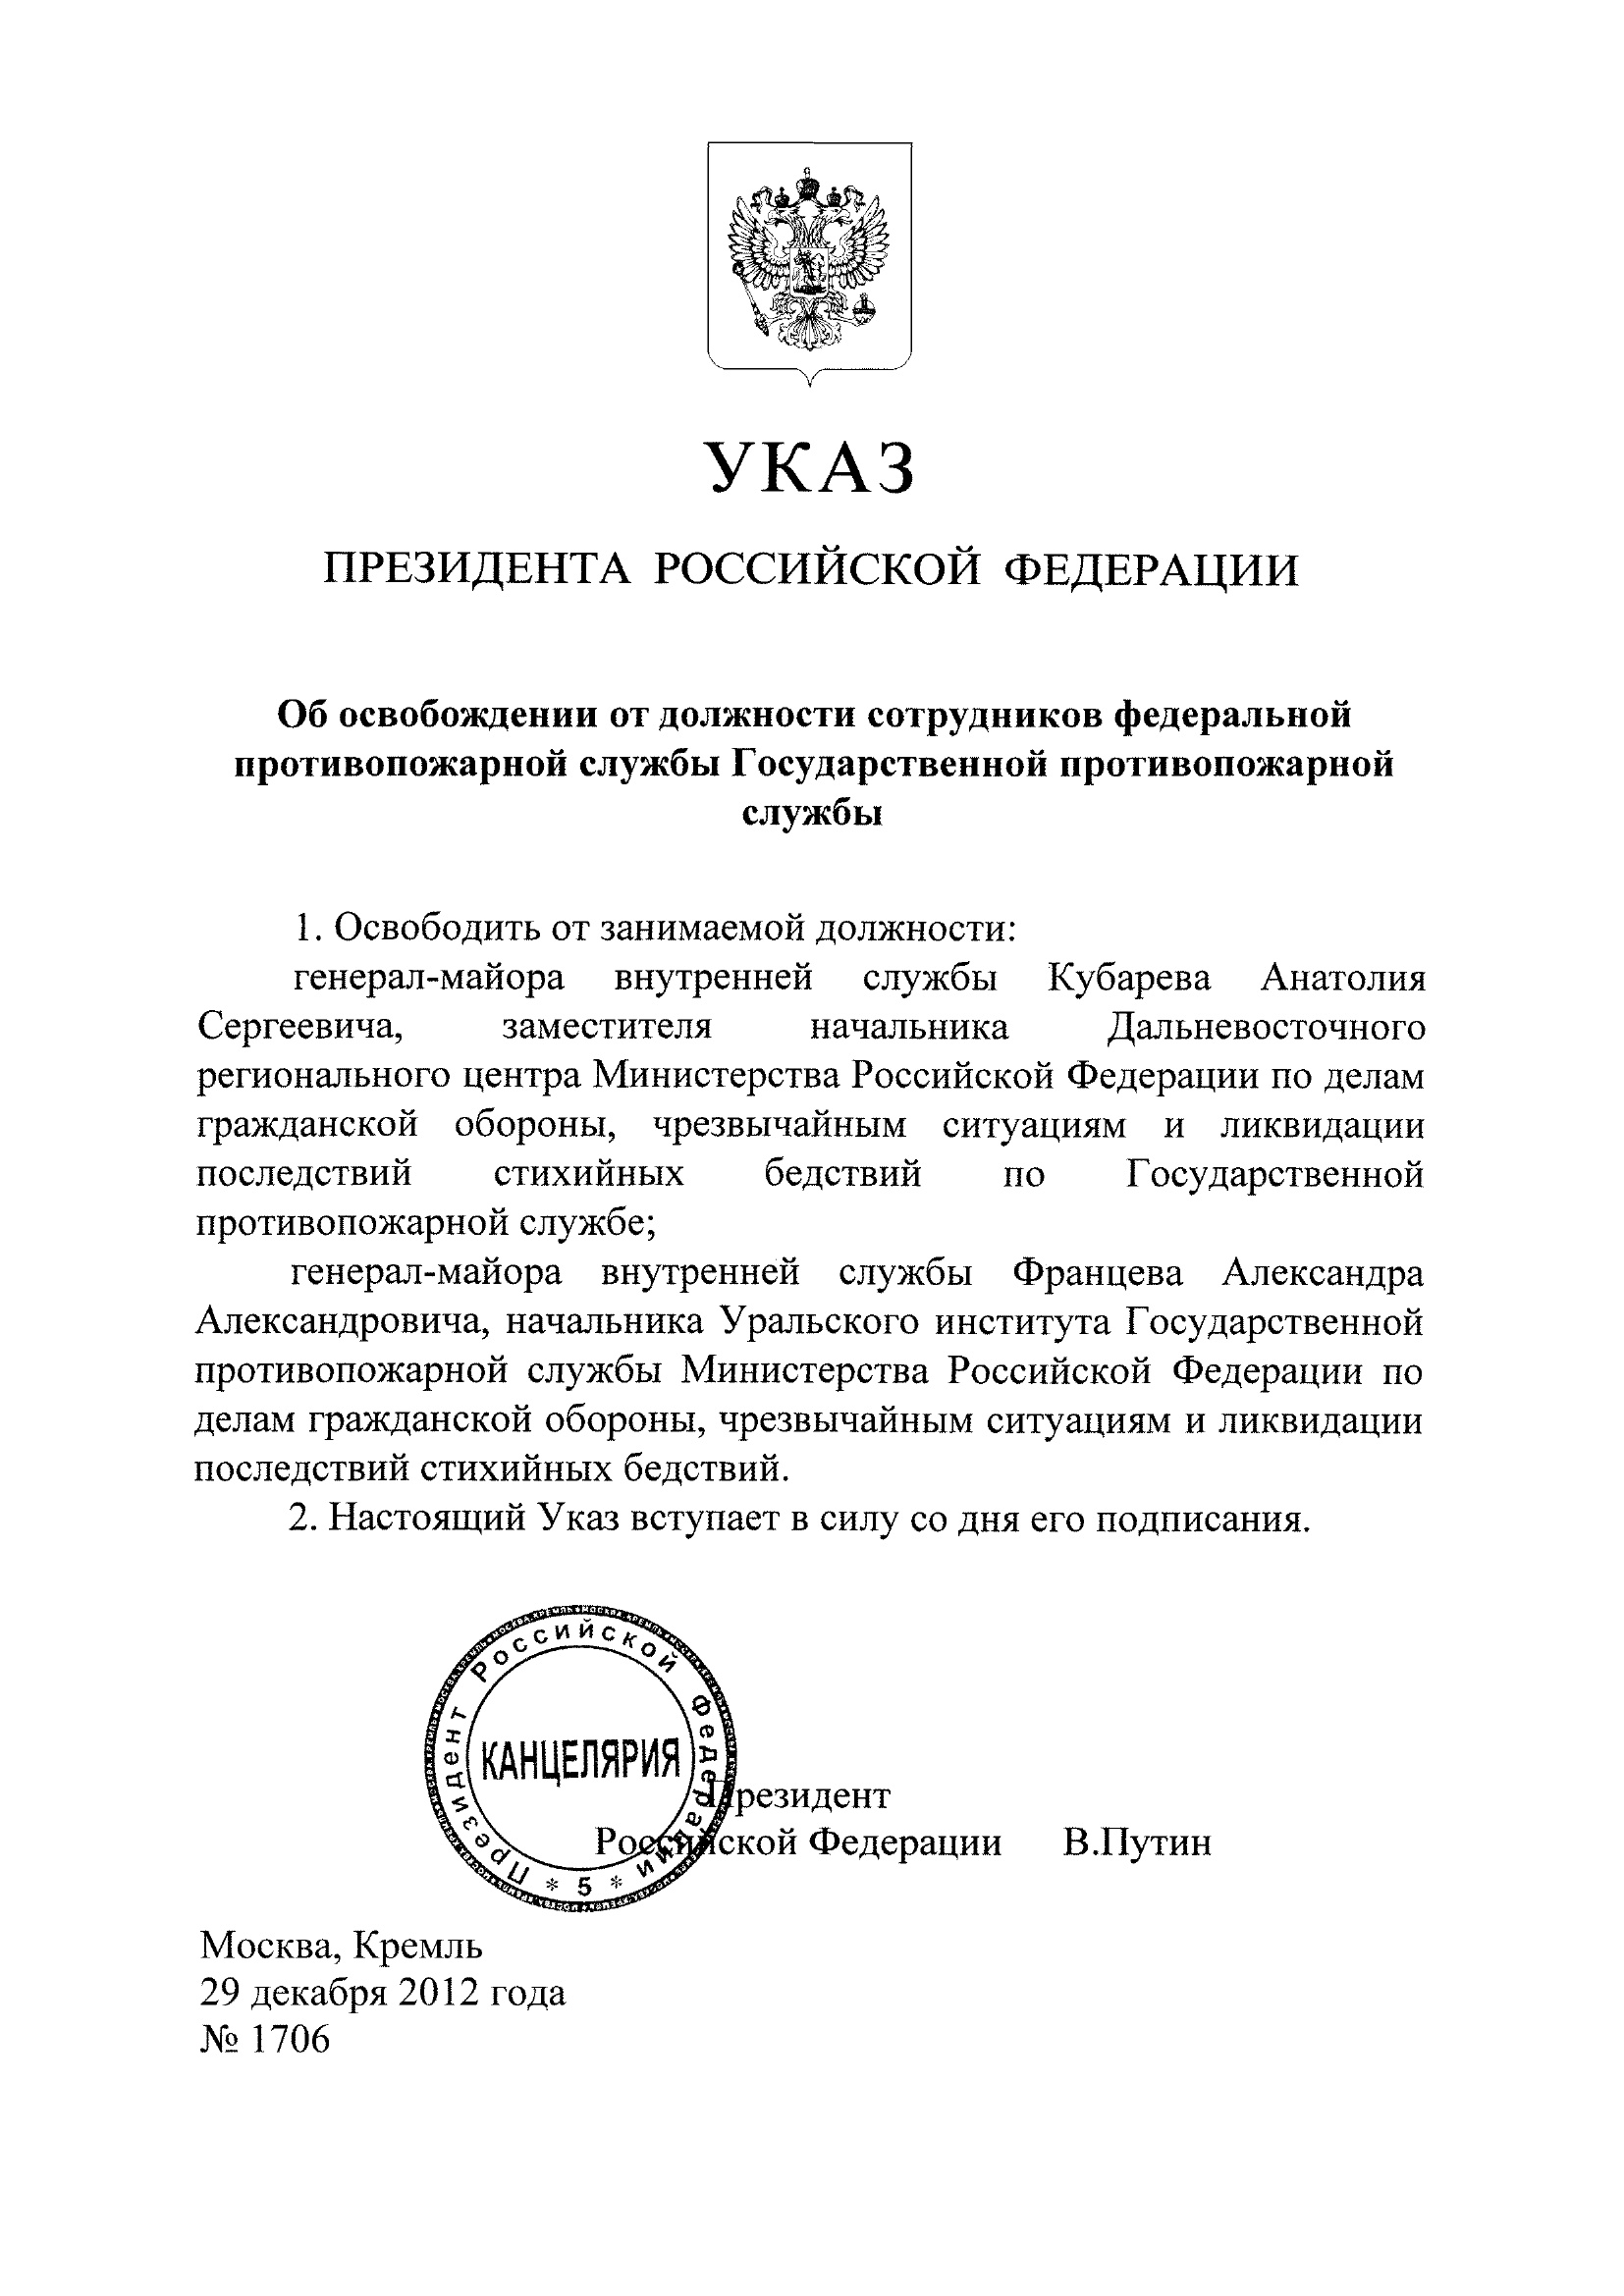 УКАЗ
ПРЕЗИДЕНТА РОССИЙСКОЙ ФЕДЕРАЦИИ
Об освобождении от должности сотрудников федеральной
противопожарной службы Государственной противопожарной
службы
1. Освободить от занимаемой должности:
генерал-майора внутренней службы Кубарева Анатолия
Сергеевича, заместителя начальника Дальневосточного
регионального центра Министерства Российской Федерации по делам
гражданской обороны, чрезвычайным ситуациям и ликвидации
последствий стихийных бедствий по Государственной
противопожарной службе;
генерал-майора внутренней службы Францева Александра
Александровича, начальника Уральского института Государственной
противопожарной службы Министерства Российской Федерации по
делам гражданской обороны, чрезвычайным ситуациям и ликвидации
последствий стихийных бедствий.
2. Настоящий Указ вступает в силу со дня его подписания.
Президент Российской Федерации
КАНЦЕЛЯРИЯ
* 5 *
Президент
Российской Федерации В.Путин
Москва, Кремль
29 декабря 2012 года
№ 1706